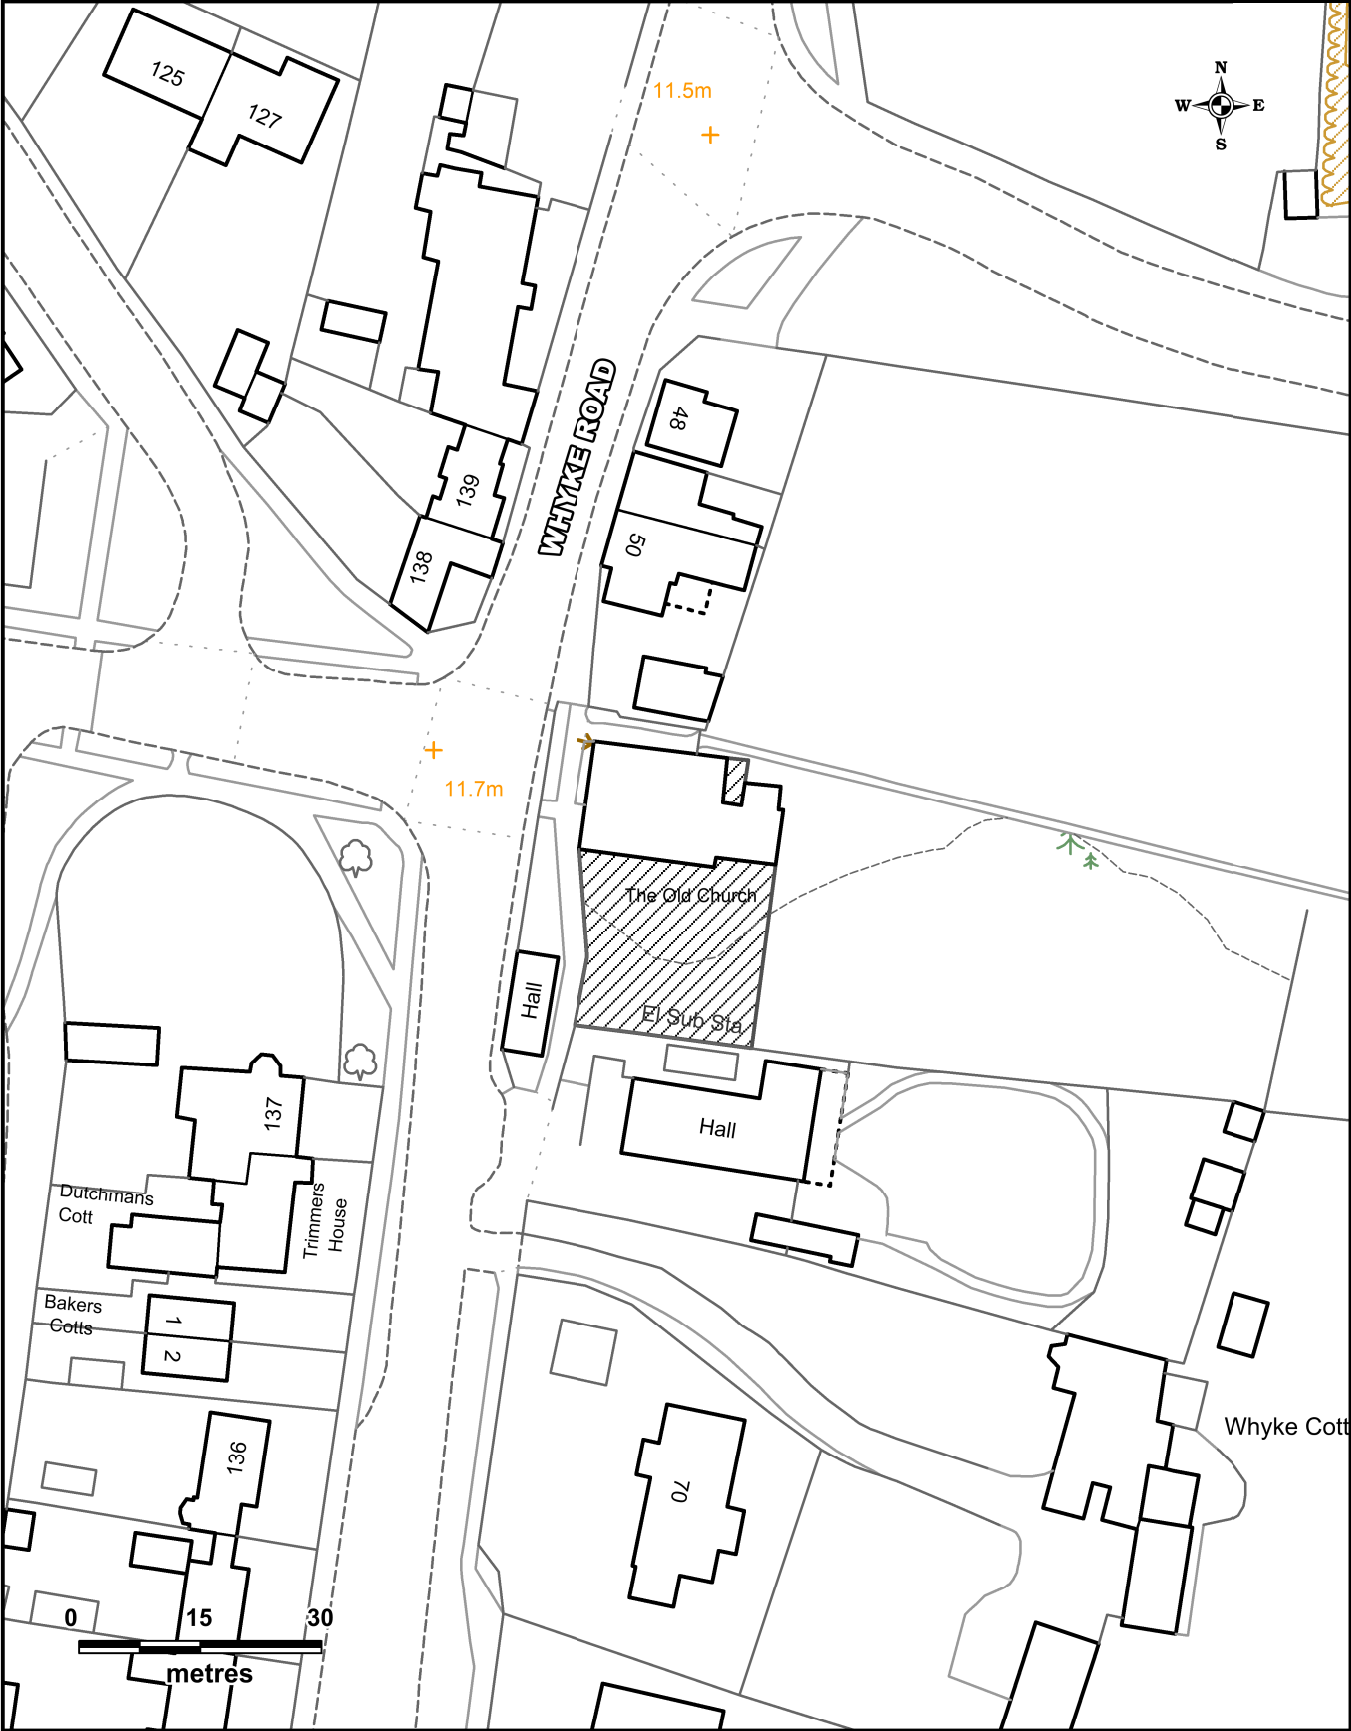 125
127
11.5m
N
W E
S
WHYKE ROAD
48
139
138
50
11.7m
The Old Church
Hall
El Sub Sta
Hall
137
Dutchmans
Cott
Trimmers
House
Bakers
Cotts
1
2
136
70
Whyke Cott
0 15 30
metres